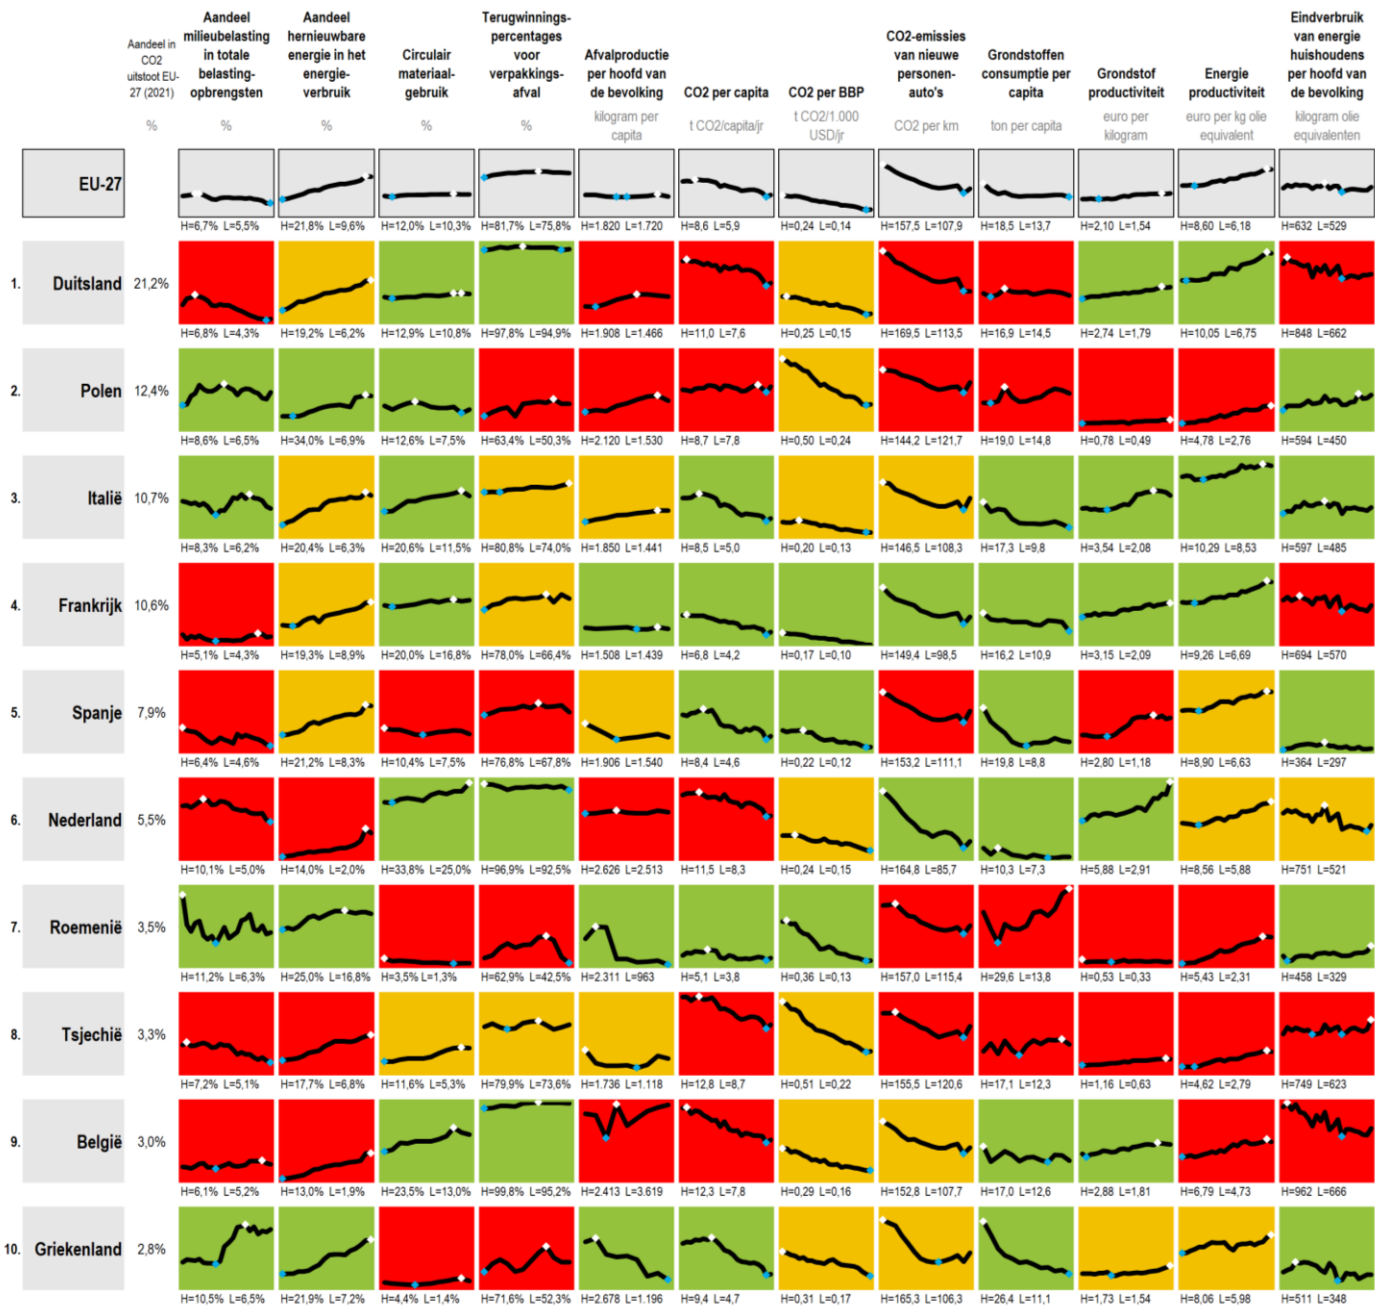 Aandeel in CO2 uitstoot EU-27 (2021)
%
Aandeel milieubelasting in totale belasting-opbrengsten
%
Aandeel hernieuwbare energie in het energie-verbruik
%
Circulair materiaal-gebruik
%
Terugwinnings-percentages voor verpakkings-afval
%
Afvalproductie per hoofd van de bevolking
kilogram per capita
CO2 per capita
t CO2/capita/jr
CO2 per BBP
t CO2/1.000 USD/jr
CO2-emissies van nieuwe personen-auto's
CO2 per km
Grondstoffen consumptie per capita
ton per capita
Grondstof productiviteit
euro per kilogram
Energie productiviteit
euro per kg olie equivalent
Eindverbruik van energie huishoudens per hoofd van de bevolking
kilogram olie equivalenten
EU-27
H=6,7% L=5,5% H=21,8% L=9,6% H=12,0% L=10,3% H=81,7% L=75,8% H=1.820 L=1.720 H=8,6 L=5,9 H=0,24 L=0,14 H=157,5 L=107,9 H=18,5 L=13,7 H=2,10 L=1,54 H=8,60 L=6,18 H=632 L=529
1. Duitsland 21,2%
H=6,8% L=4,3% H=19,2% L=6,2% H=12,9% L=10,8% H=97,8% L=94,9% H=1.908 L=1.466 H=11,0 L=7,6 H=0,25 L=0,15 H=169,5 L=113,5 H=16,9 L=14,5 H=2,74 L=1,79 H=10,05 L=6,75 H=848 L=662
2. Polen 12,4%
H=8,6% L=6,5% H=34,0% L=6,9% H=12,6% L=7,5% H=63,4% L=50,3% H=2.120 L=1.530 H=8,7 L=7,8 H=0,50 L=0,24 H=144,2 L=121,7 H=19,0 L=14,8 H=0,78 L=0,49 H=4,78 L=2,76 H=594 L=450
3. Italië 10,7%
H=8,3% L=6,2% H=20,4% L=6,3% H=20,6% L=11,5% H=80,8% L=74,0% H=1.850 L=1.441 H=8,5 L=5,0 H=0,20 L=0,13 H=146,5 L=108,3 H=17,3 L=9,8 H=3,54 L=2,08 H=10,29 L=8,53 H=597 L=485
4. Frankrijk 10,6%
H=5,1% L=4,3% H=19,3% L=8,9% H=20,0% L=16,8% H=78,0% L=66,4% H=1.508 L=1.439 H=6,8 L=4,2 H=0,17 L=0,10 H=149,4 L=98,5 H=16,2 L=10,9 H=3,15 L=2,09 H=9,26 L=6,69 H=694 L=570
5. Spanje 7,9%
H=6,4% L=4,6% H=21,2% L=8,3% H=10,4% L=7,5% H=76,8% L=67,8% H=1.906 L=1.540 H=8,4 L=4,6 H=0,22 L=0,12 H=153,2 L=111,1 H=19,8 L=8,8 H=2,80 L=1,18 H=8,90 L=6,63 H=364 L=297
6. Nederland 5,5%
H=10,1% L=5,0% H=14,0% L=2,0% H=33,8% L=25,0% H=96,9% L=92,5% H=2.626 L=2.513 H=11,5 L=8,3 H=0,24 L=0,15 H=164,8 L=85,7 H=10,3 L=7,3 H=5,88 L=2,91 H=8,56 L=5,88 H=751 L=521
7. Roemenië 3,5%
H=11,2% L=6,3% H=25,0% L=16,8% H=3,5% L=1,3% H=62,9% L=42,5% H=2.311 L=963 H=5,1 L=3,8 H=0,36 L=0,13 H=157,0 L=115,4 H=29,6 L=13,8 H=0,53 L=0,33 H=5,43 L=2,31 H=458 L=329
8. Tsjechië 3,3%
H=7,2% L=5,1% H=17,7% L=6,8% H=11,6% L=5,3% H=79,9% L=73,6% H=1.736 L=1.118 H=12,8 L=8,7 H=0,51 L=0,22 H=155,5 L=120,6 H=17,1 L=12,3 H=1,16 L=0,63 H=4,62 L=2,79 H=749 L=623
9. België 3,0%
H=6,1% L=5,2% H=13,0% L=1,9% H=23,5% L=13,0% H=99,8% L=95,2% H=2.413 L=3.619 H=12,3 L=7,8 H=0,29 L=0,16 H=152,8 L=107,7 H=17,0 L=12,6 H=2,88 L=1,81 H=6,79 L=4,73 H=962 L=666
10. Griekenland 2,8%
H=10,5% L=6,5% H=21,9% L=7,2% H=4,4% L=1,4% H=71,6% L=52,3% H=2.678 L=1.196 H=9,4 L=4,7 H=0,31 L=0,17 H=165,3 L=106,3 H=26,4 L=11,1 H=1,73 L=1,54 H=8,06 L=5,98 H=511 L=348